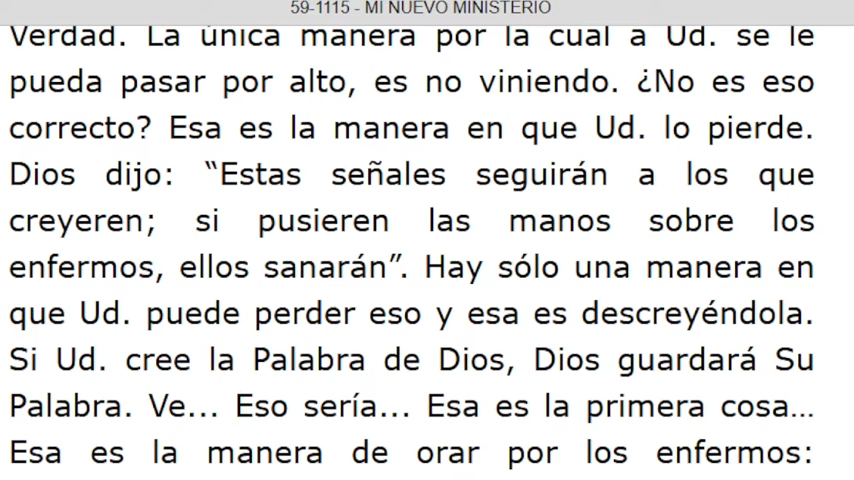 59-1115 - MI NUEVO MINISTERIO
Verdad. La única manera por la cual a Ud. se le
pueda pasar por alto, es no viniendo. ¿No es eso
correcto? Esa es la manera en que Ud. lo pierde.
Dios dijo: “Estas señales seguirán a los que
creyeren; si pusieren las manos sobre los
enfermos, ellos sanarán”. Hay sólo una manera en
que Ud. puede perder eso y esa es descreyéndola.
Si Ud. cree la Palabra de Dios, Dios guardará Su
Palabra. Ve... Eso sería... Esa es la primera cosa...
Esa es la manera de orar por los enfermos: